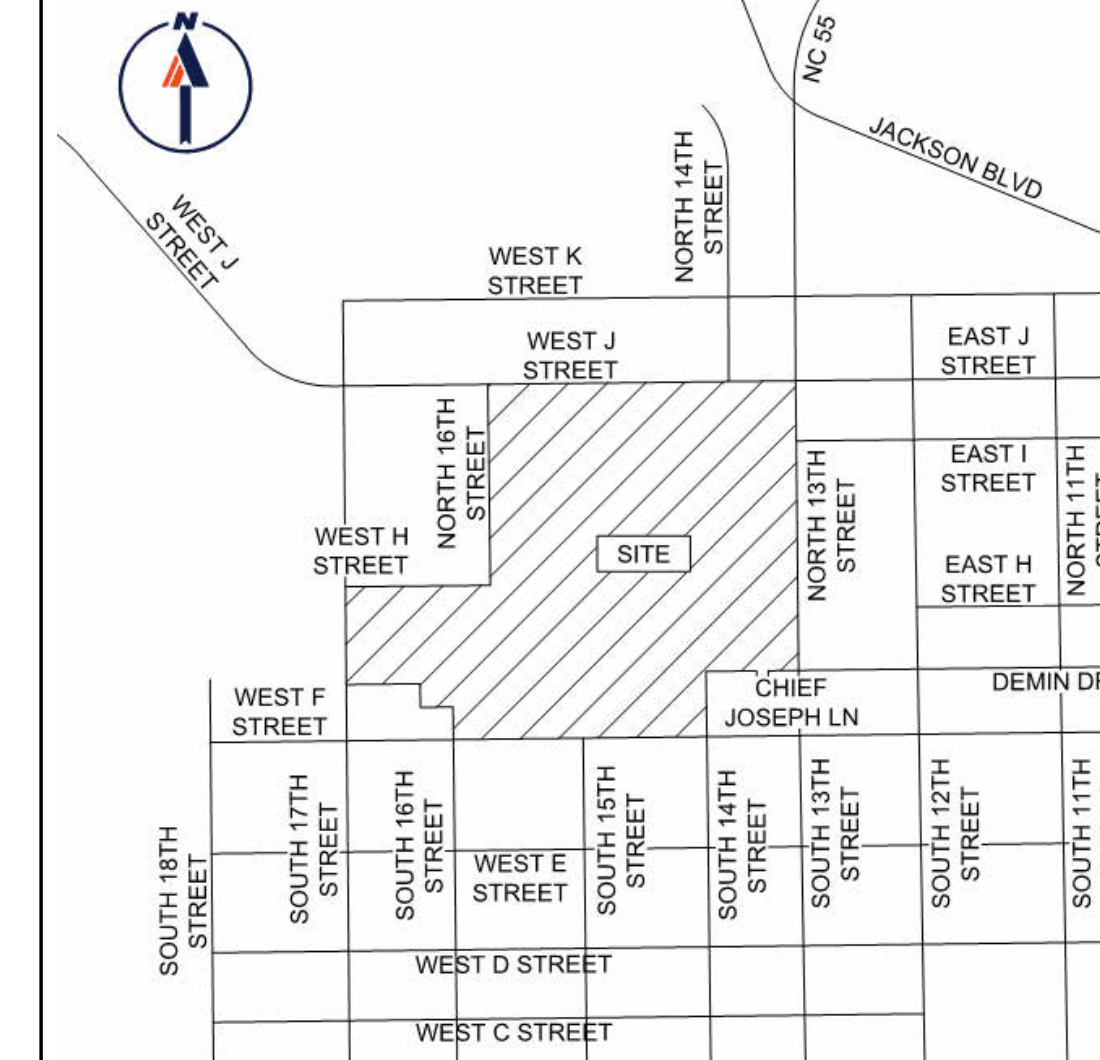 N
NC 55
JACKSON BLVD
NORTH 14TH
STREET
WEST J
STREET
WEST K
STREET
WEST J
STREET
EAST J
STREET
NORTH 16TH
STREET
EAST I
STREET
NORTH 13TH
STREET
NORTH 11TH
WEST H
STREET
SITE
EAST H
STREET
WEST F
STREET
CHIEF
JOSEPH LN
DEMIN
SOUTH 17TH
STREET
SOUTH 16TH
STREET
SOUTH 15TH
STREET
SOUTH 14TH
STREET
SOUTH 13TH
STREET
SOUTH 12TH
STREET
SOUTH 11TH
SOUTH 18TH
STREET
WEST E
STREET
WEST D STREET
WEST C STREET